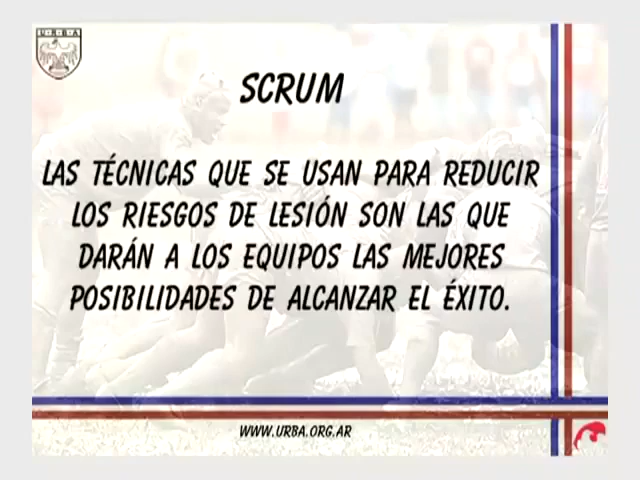 U·R·B·A
SCRUM
LAS TÉCNICAS QUE SE USAN PARA REDUCIR
LOS RIESGOS DE LESIÓN SON LAS QUE
DARÁN A LOS EQUIPOS LAS MEJORES
POSIBILIDADES DE ALCANZAR EL ÉXITO.
WWW.URBA.ORG.AR